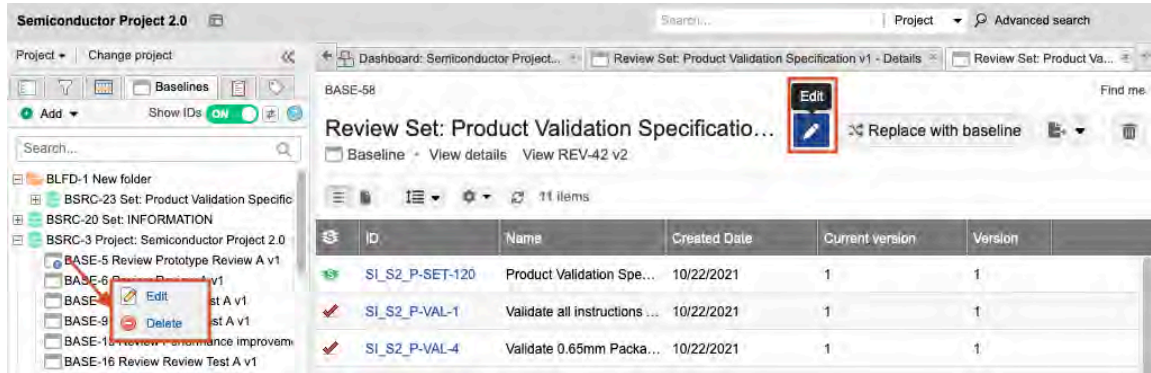 Semiconductor Project 2.0
Search... Project Advanced search
Project Change project
Dashboard: Semiconductor Project... Review Set: Product Validation Specification v1 - Details Review Set: Product Va...
Baselines
Add Show IDs ON
Search...
BLFD-1 New folder
BSRC-23 Set: Product Validation Specific
BSRC-20 Set: INFORMATION
BSRC-3 Project: Semiconductor Project 2.0
BASE-5 Review Prototype Review A v1
BASE-6 v1
BASE- st A v1
BASE-9 st A v1
BASE-16 Review Review Test A v1
Edit
Delete
BASE-58
Find me
Edit
Review Set: Product Validation Specificatio...
Replace with baseline
Baseline - View details View REV-42 v2
11 items
ID Name Created Date Current version Version
SI_S2_P-SET-120 Product Validation Spe... 10/22/2021 1 1
SI_S2_P-VAL-1 Validate all instructions ... 10/22/2021 1 1
SI_S2_P-VAL-4 Validate 0.65mm Packa... 10/22/2021 1 1